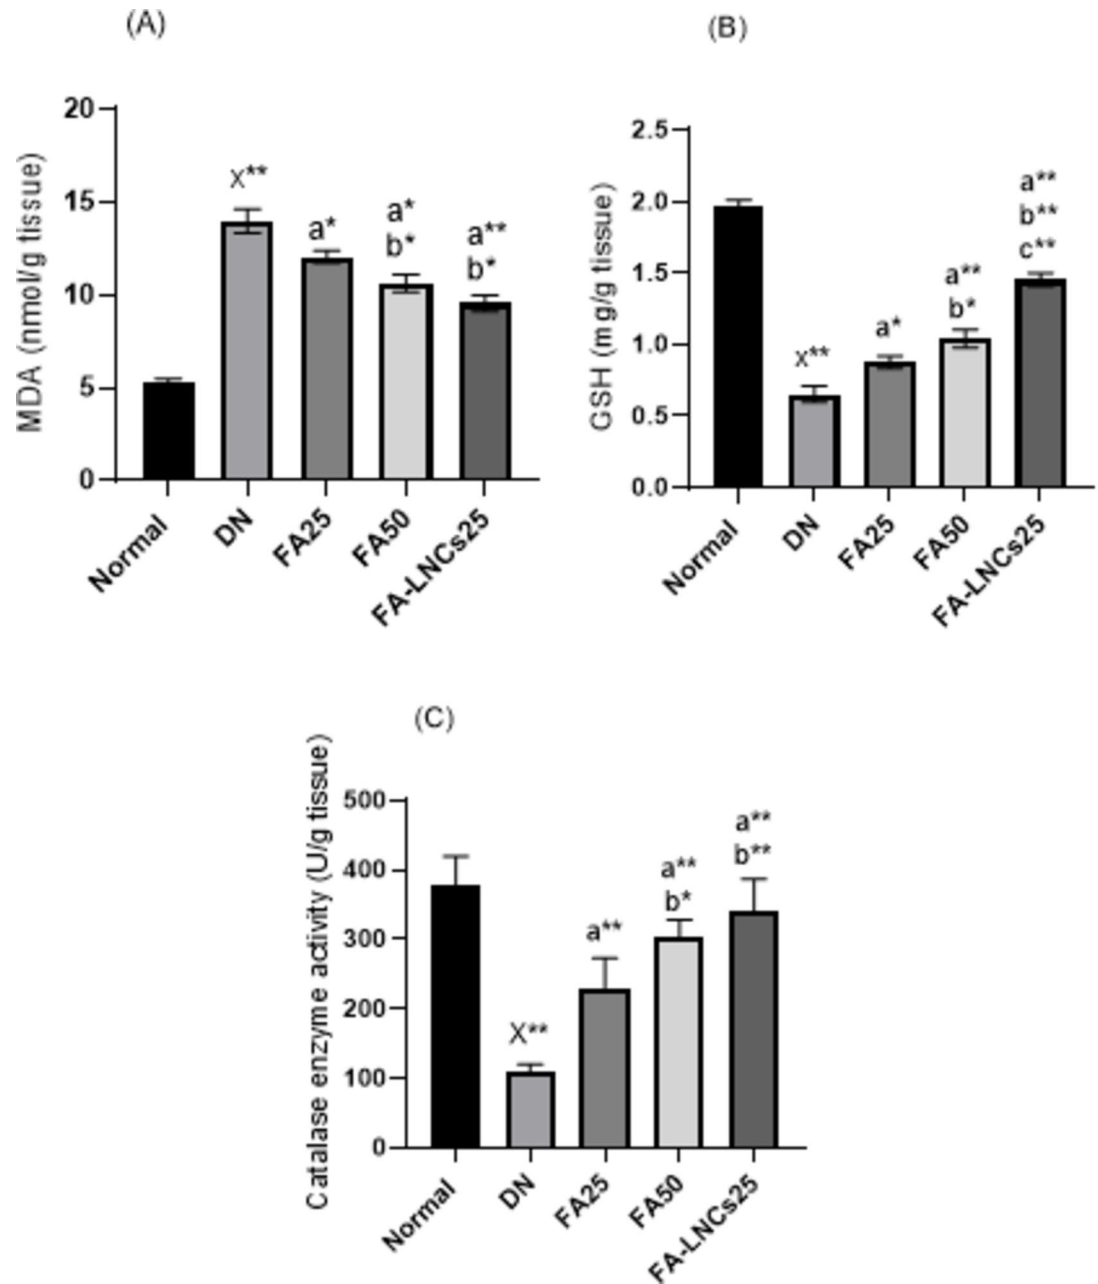 (A)
MDA (nmol/g tissue)
20
15
10
5
0
x**
a*
a*
b*
a**
b*
Normal
DN
FA25
FA50
FA-LNCs25
(B)
GSH (mg/g tissue)
2.5
2.0
1.5
1.0
0.5
0.0
x**
a*
a**
b*
a**
b**
c**
Normal
DN
FA25
FA50
FA-LNCs25
(C)
Catalase enzyme activity (U/g tissue)
500
400
300
200
100
0
X**
a**
a**
b*
a**
b**
Normal
DN
FA25
FA50
FA-LNCs25